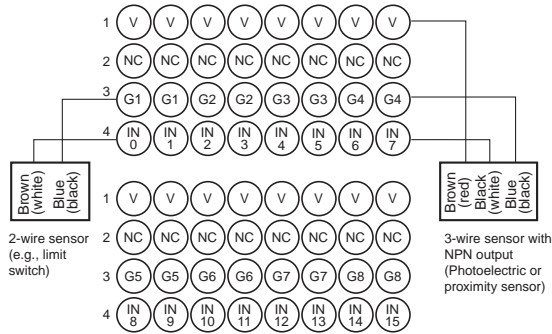 1 V V V V V V V V
2 NC NC NC NC NC NC NC NC
3 G1 G1 G2 G2 G3 G3 G4 G4
4 IN 0 IN 1 IN 2 IN 3 IN 4 IN 5 IN 6 IN 7
Brown (white)
Blue (black)
2-wire sensor
(e.g., limit
switch)
Brown (red)
Black (white)
Blue (black)
3-wire sensor with
NPN output
(Photoelectric or
proximity sensor)
1 V V V V V V V V
2 NC NC NC NC NC NC NC NC
3 G5 G5 G6 G6 G7 G7 G8 G8
4 IN 8 IN 9 IN 10 IN 11 IN 12 IN 13 IN 14 IN 15